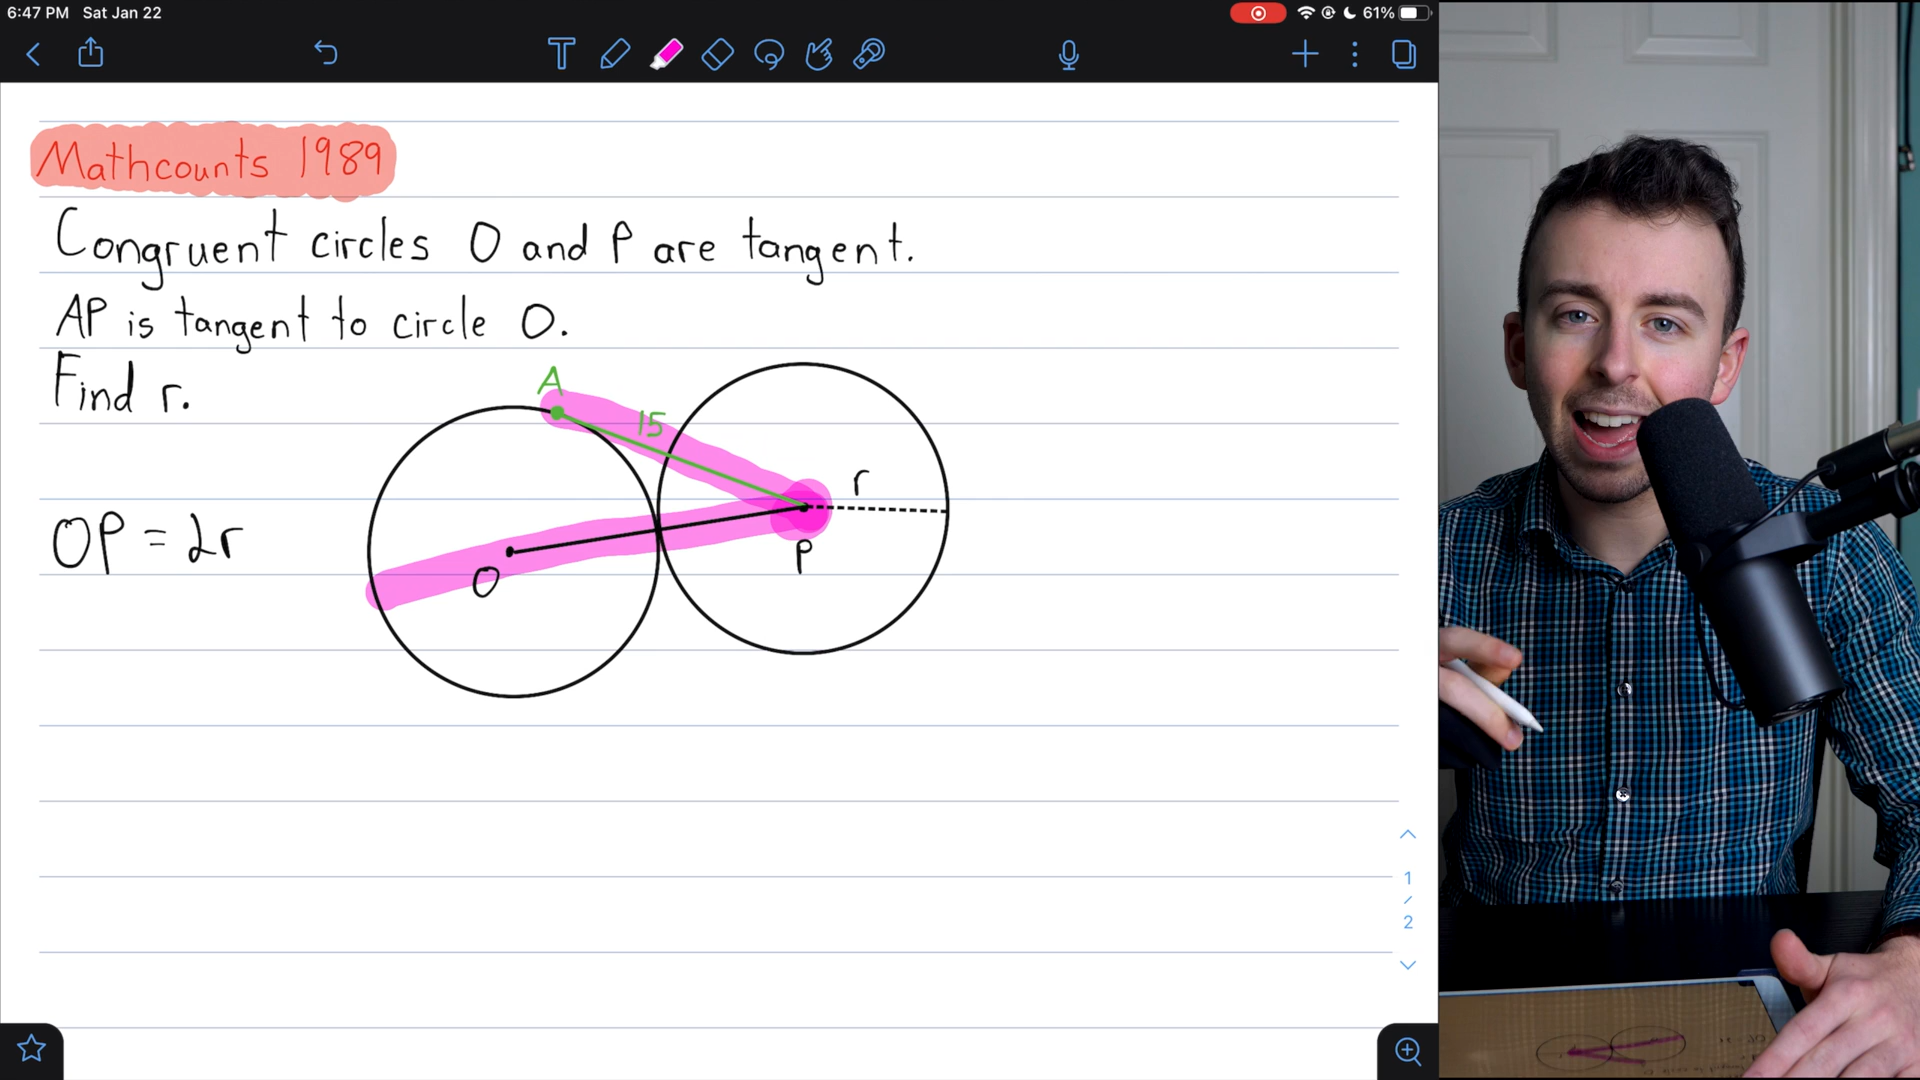 6:47 PM Sat Jan 22
61%
Mathcounts 1989
Congruent circles O and P are tangent.
AP is tangent to circle O.
Find r.
A
15
r
OP = 2r
O
P
1
/
2